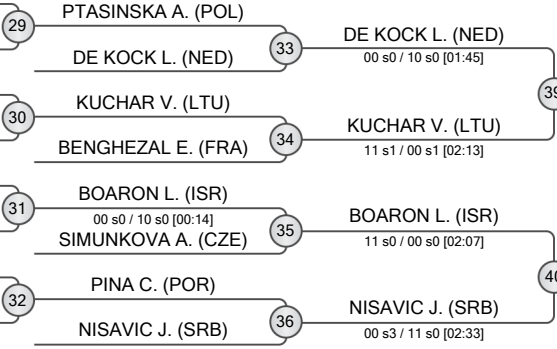 29
PTASINSKA A. (POL)
DE KOCK L. (NED)
33
DE KOCK L. (NED)
00 s0 / 10 s0 [01:45]
30
KUCHAR V. (LTU)
BENGHEZAL E. (FRA)
34
KUCHAR V. (LTU)
11 s1 / 00 s1 [02:13]
39
31
BOARON L. (ISR)
00 s0 / 10 s0 [00:14]
SIMUNKOVA A. (CZE)
35
BOARON L. (ISR)
11 s0 / 00 s0 [02:07]
32
PINA C. (POR)
NISAVIC J. (SRB)
36
NISAVIC J. (SRB)
00 s3 / 11 s0 [02:33]
40